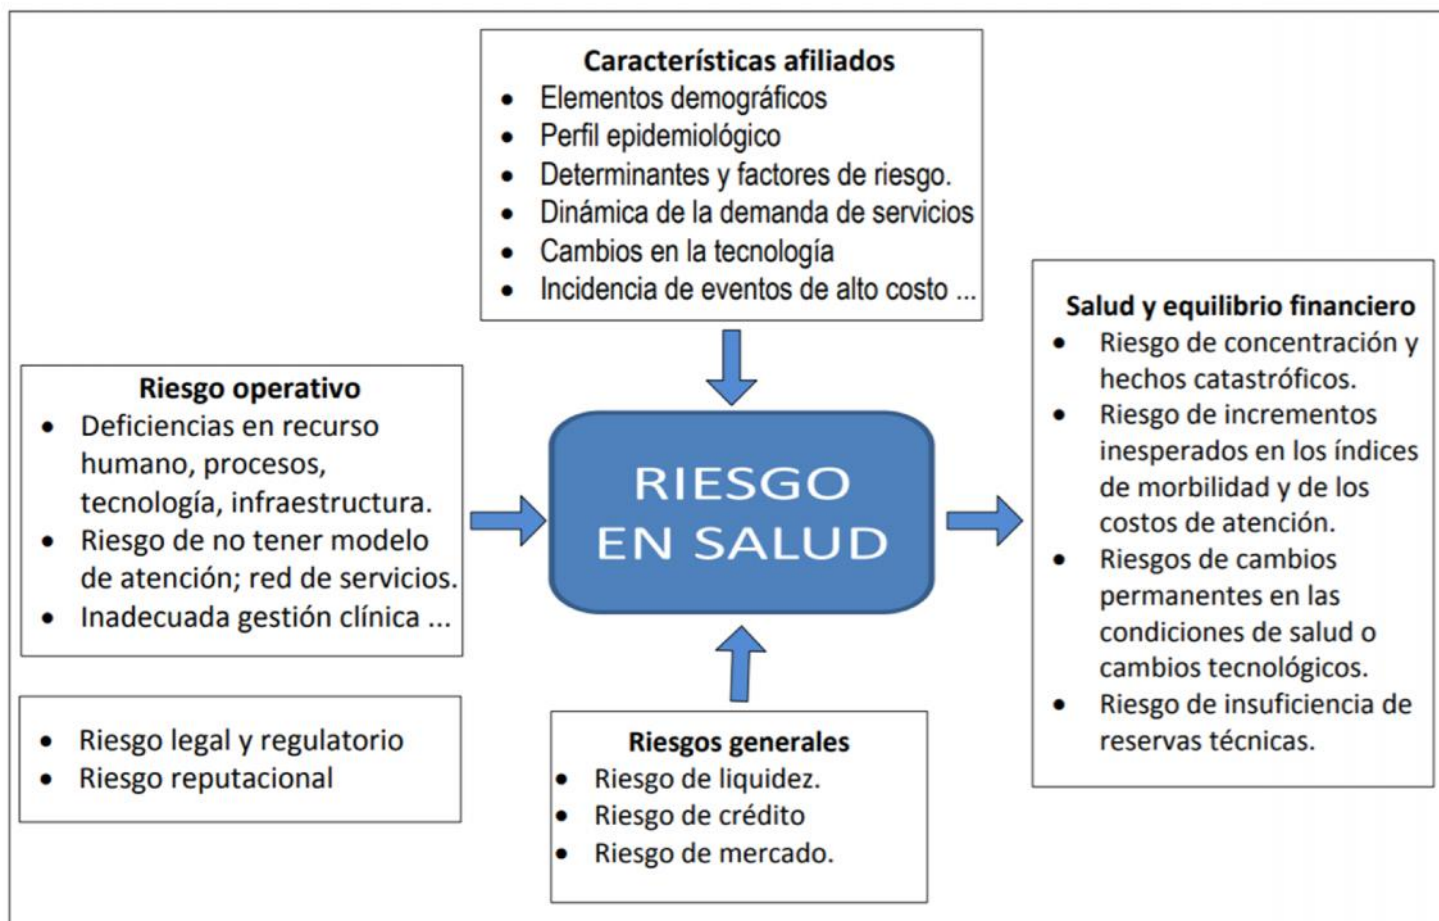 Características afiliados
• Elementos demográficos
• Perfil epidemiológico
• Determinantes y factores de riesgo.
• Dinámica de la demanda de servicios
• Cambios en la tecnología
• Incidencia de eventos de alto costo ...
Riesgo operativo
• Deficiencias en recurso
humano, procesos,
tecnología, infraestructura.
• Riesgo de no tener modelo
de atención; red de servicios.
• Inadecuada gestión clínica ...
• Riesgo legal y regulatorio
• Riesgo reputacional
RIESGO
EN SALUD
Riesgos generales
• Riesgo de liquidez.
• Riesgo de crédito
• Riesgo de mercado.
Salud y equilibrio financiero
• Riesgo de concentración y
hechos catastróficos.
• Riesgo de incrementos
inesperados en los índices
de morbilidad y de los
costos de atención.
• Riesgos de cambios
permanentes en las
condiciones de salud o
cambios tecnológicos.
• Riesgo de insuficiencia de
reservas técnicas.